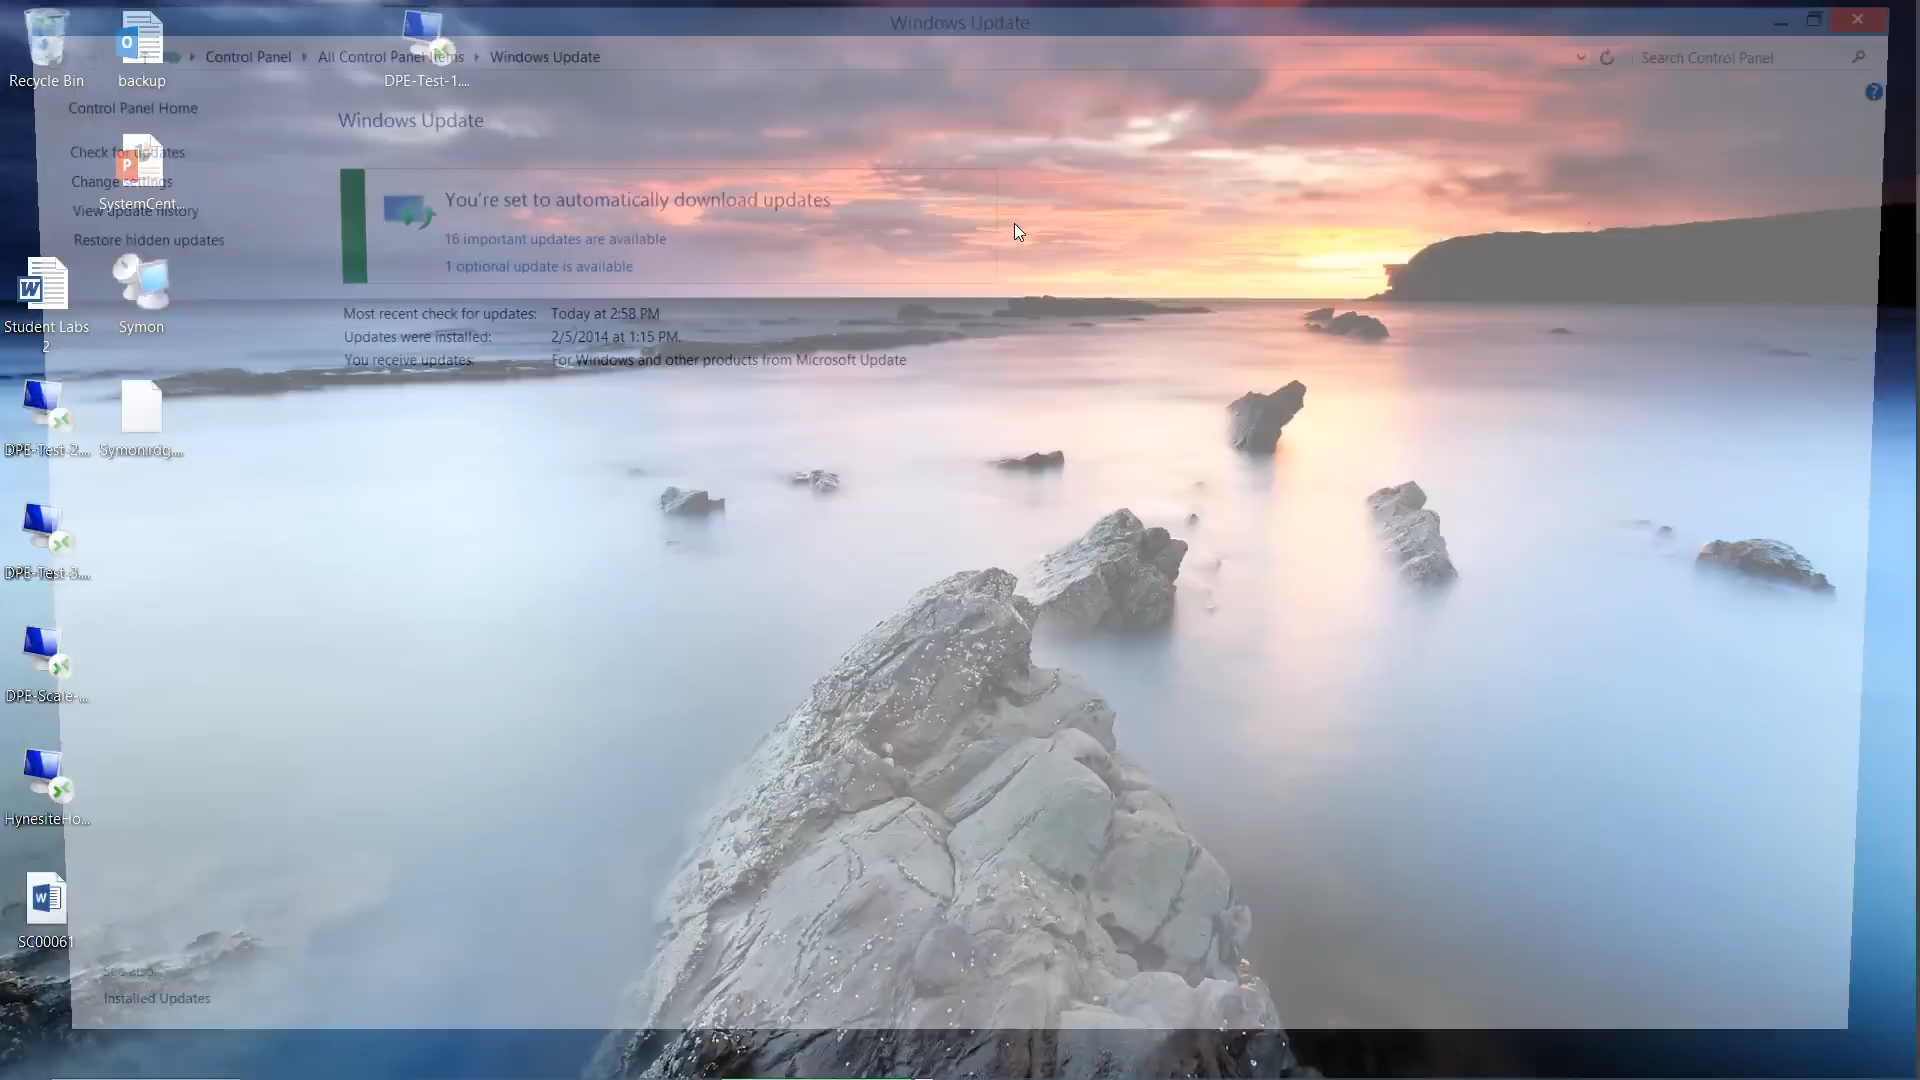 Windows Update
Control Panel
All Control Panel Items
Windows Update
Search Control Panel
Recycle Bin
backup
DPE-Test-1....
Control Panel Home
Windows Update
Check for updates
Change settings
SystemCent...
View update history
Restore hidden updates
You're set to automatically download updates
16 important updates are available
1 optional update is available
Most recent check for updates: Today at 2:58 PM
Updates were installed: 2/5/2014 at 1:15 PM.
You receive updates: For Windows and other products from Microsoft Update
Student Labs
2
Symon
DPE-Test-2....
Symon.rdg....
DPE-Test-3....
DPE-Scale-...
HynesiteHo...
SC00061
See also
Installed Updates